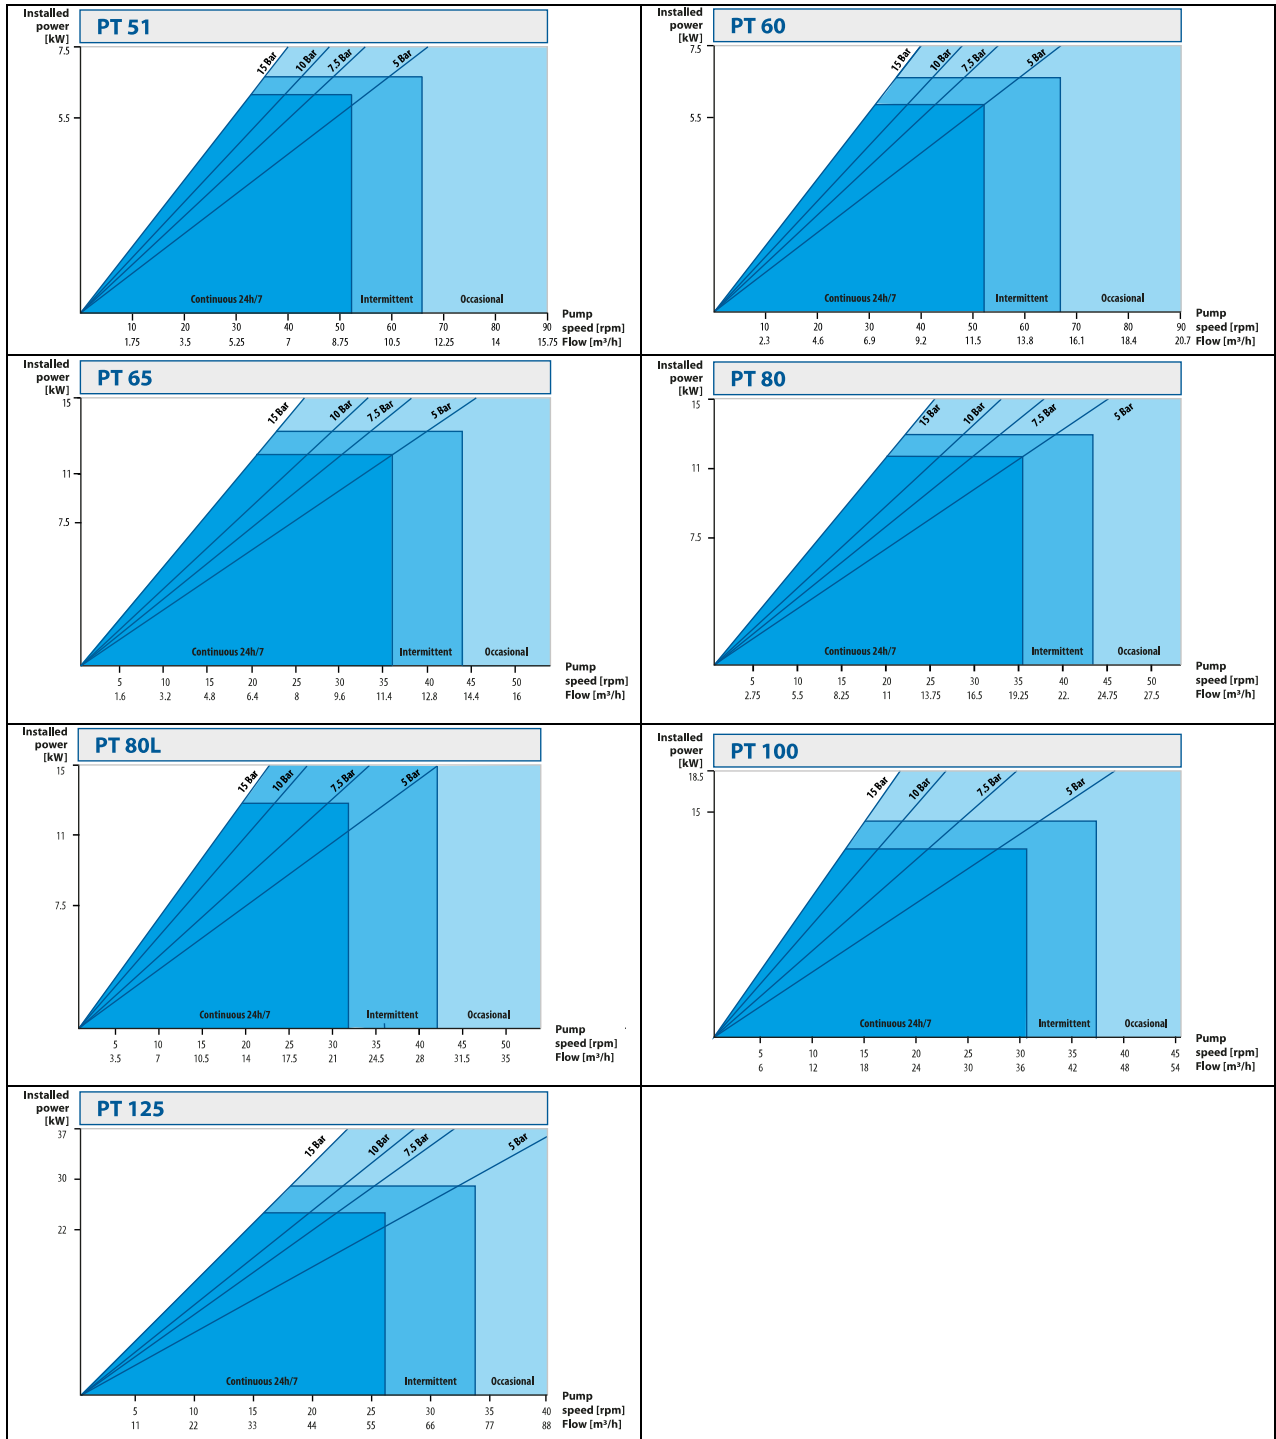 Installed
power
[kW]
PT 51
7.5
5.5
15 Bar
10 Bar
7.5 Bar
5 Bar
Continuous 24h/7
Intermittent
Occasional
Pump
10 20 30 40 50 60 70 80 90 speed [rpm]
1.75 3.5 5.25 7 8.75 10.5 12.25 14 15.75 Flow [m³/h]
Installed
power
[kW]
PT 60
7.5
5.5
15 Bar
10 Bar
7.5 Bar
5 Bar
Continuous 24h/7
Intermittent
Occasional
Pump
10 20 30 40 50 60 70 80 90 speed [rpm]
2.3 4.6 6.9 9.2 11.5 13.8 16.1 18.4 20.7 Flow [m³/h]
Installed
power
[kW]
PT 65
15
11
7.5
15 Bar
10 Bar
7.5 Bar
5 Bar
Continuous 24h/7
Intermittent
Occasional
Pump
5 10 15 20 25 30 35 40 45 50 speed [rpm]
1.6 3.2 4.8 6.4 8 9.6 11.4 12.8 14.4 16 Flow [m³/h]
Installed
power
[kW]
PT 80
15
11
7.5
15 Bar
10 Bar
7.5 Bar
5 Bar
Continuous 24h/7
Intermittent
Occasional
Pump
5 10 15 20 25 30 35 40 45 50 speed [rpm]
2.75 5.5 8.25 11 13.75 16.5 19.25 22. 24.75 27.5 Flow [m³/h]
Installed
power
[kW]
PT 80L
15
11
7.5
15 Bar
10 Bar
7.5 Bar
5 Bar
Continuous 24h/7
Intermittent
Occasional
Pump
5 10 15 20 25 30 35 40 45 50 speed [rpm]
3.5 7 10.5 14 17.5 21 24.5 28 31.5 35 Flow [m³/h]
Installed
power
[kW]
PT 100
18.5
15
15 Bar
10 Bar
7.5 Bar
5 Bar
Continuous 24h/7
Intermittent
Occasional
Pump
5 10 15 20 25 30 35 40 45 speed [rpm]
6 12 18 24 30 36 42 48 54 Flow [m³/h]
Installed
power
[kW]
PT 125
37
30
22
15 Bar
10 Bar
7.5 Bar
5 Bar
Continuous 24h/7
Intermittent
Occasional
Pump
5 10 15 20 25 30 35 40 speed [rpm]
11 22 33 44 55 66 77 88 Flow [m³/h]